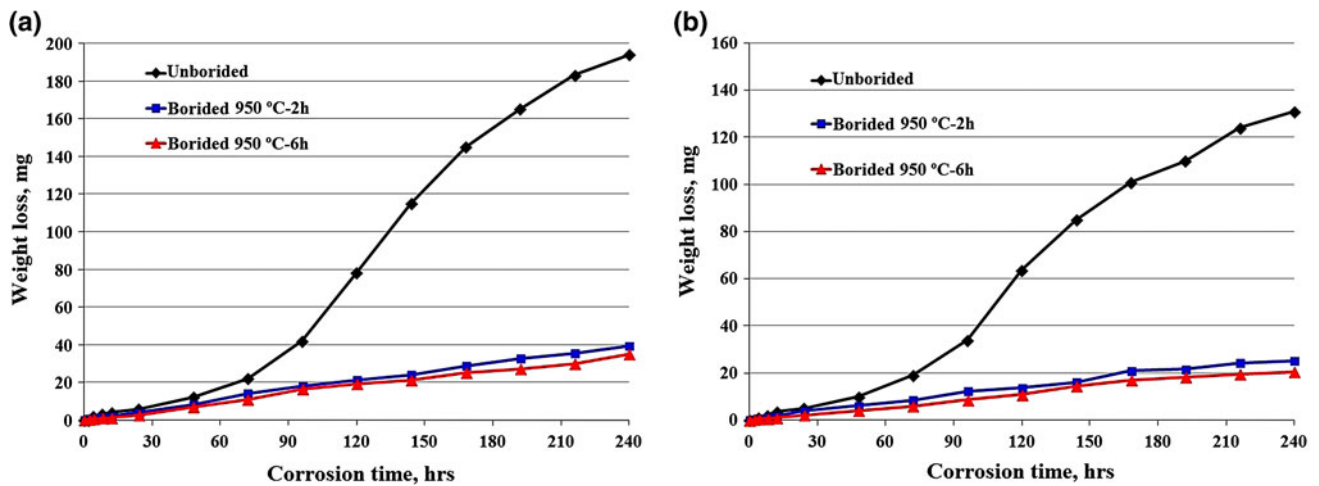 (a)
200
180
160
140
120
100
80
60
40
20
0
Weight loss, mg
Unborided
Borided 950 °C-2h
Borided 950 °C-6h
0 30 60 90 120 150 180 210 240
Corrosion time, hrs
(b)
160
140
120
100
80
60
40
20
0
Weight loss, mg
Unborided
Borided 950 °C-2h
Borided 950 °C-6h
0 30 60 90 120 150 180 210 240
Corrosion time, hrs